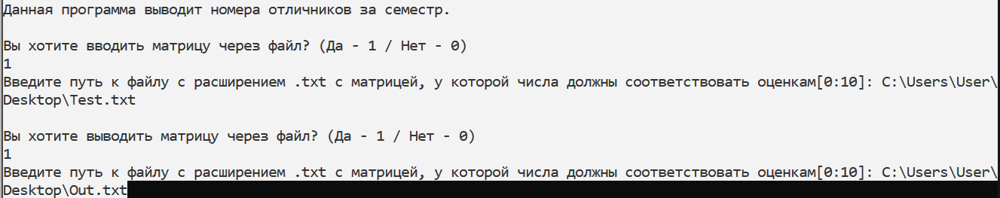 Данная программа выводит номера отличников за семестр.
Вы хотите вводить матрицу через файл? (Да - 1 / Нет - 0)
1
Введите путь к файлу с расширением .txt с матрицей, у которой числа должны соответствовать оценкам[0:10]: C:\Users\User\
Desktop\Test.txt
Вы хотите выводить матрицу через файл? (Да - 1 / Нет - 0)
1
Введите путь к файлу с расширением .txt с матрицей, у которой числа должны соответствовать оценкам[0:10]: C:\Users\User\
Desktop\Out.txt